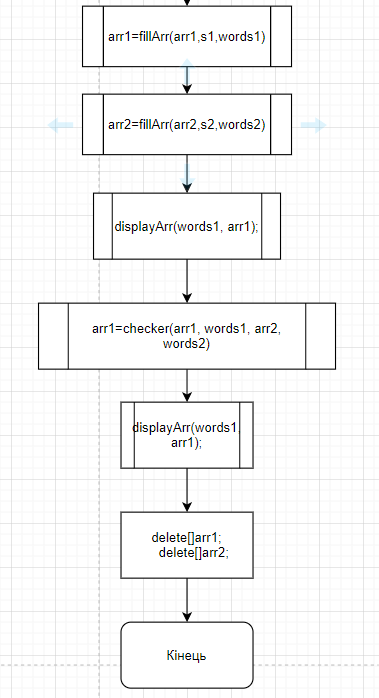 arr1=fillArr(arr1,s1,words1)
arr2=fillArr(arr2,s2,words2)
displayArr(words1, arr1);
arr1=checker(arr1, words1, arr2,
words2)
displayArr(words1,
arr1);
delete[]arr1;
delete[]arr2;
Кінець